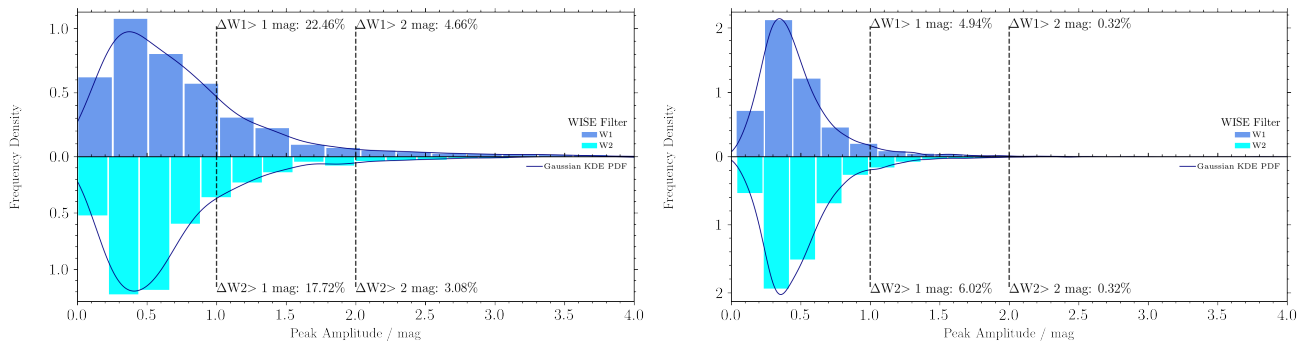 ΔW1> 1 mag: 22.46%
ΔW1> 2 mag: 4.66%
1.0
0.5
0.0
0.5
1.0
Frequency Density
WISE Filter
W1
W2
Gaussian KDE PDF
ΔW2> 1 mag: 17.72%
ΔW2> 2 mag: 3.08%
0.0 0.5 1.0 1.5 2.0 2.5 3.0 3.5 4.0
Peak Amplitude / mag
ΔW1> 1 mag: 4.94%
ΔW1> 2 mag: 0.32%
2
1
0
1
2
Frequency Density
WISE Filter
W1
W2
Gaussian KDE PDF
ΔW2> 1 mag: 6.02%
ΔW2> 2 mag: 0.32%
0.0 0.5 1.0 1.5 2.0 2.5 3.0 3.5 4.0
Peak Amplitude / mag